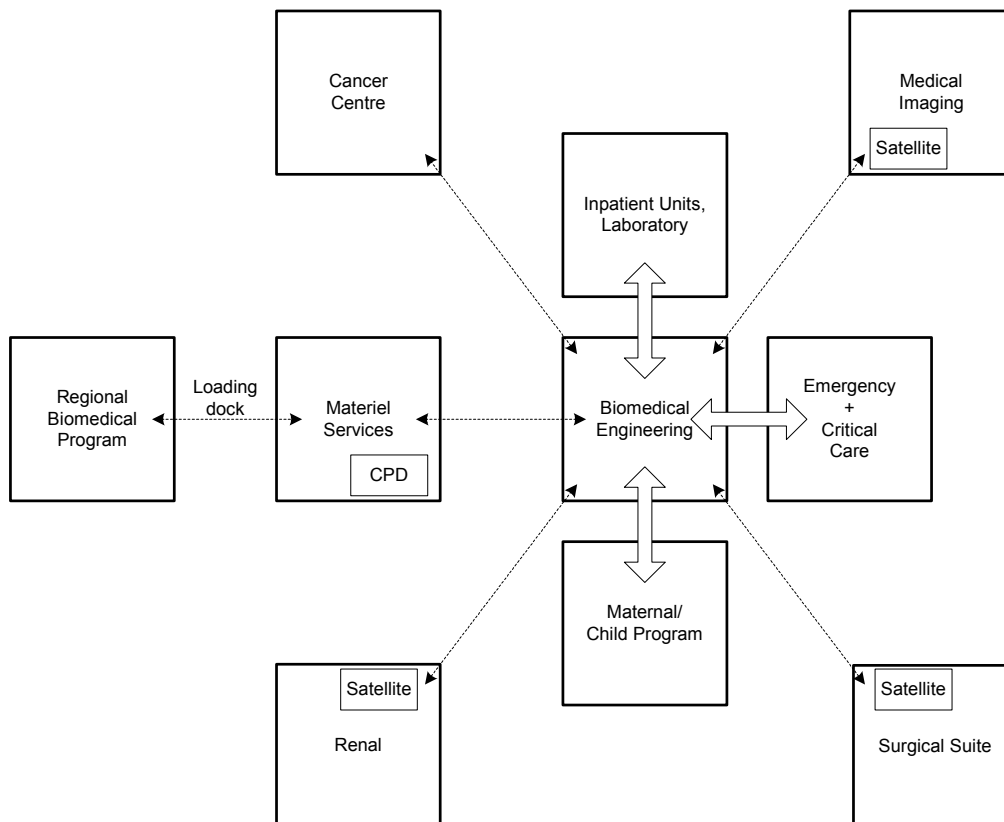 Cancer
Centre
Medical
Imaging
Satellite
Inpatient Units,
Laboratory
Regional
Biomedical
Program
Loading
dock
Materiel
Services
CPD
Biomedical
Engineering
Emergency
+
Critical
Care
Maternal/
Child Program
Satellite
Renal
Satellite
Surgical Suite